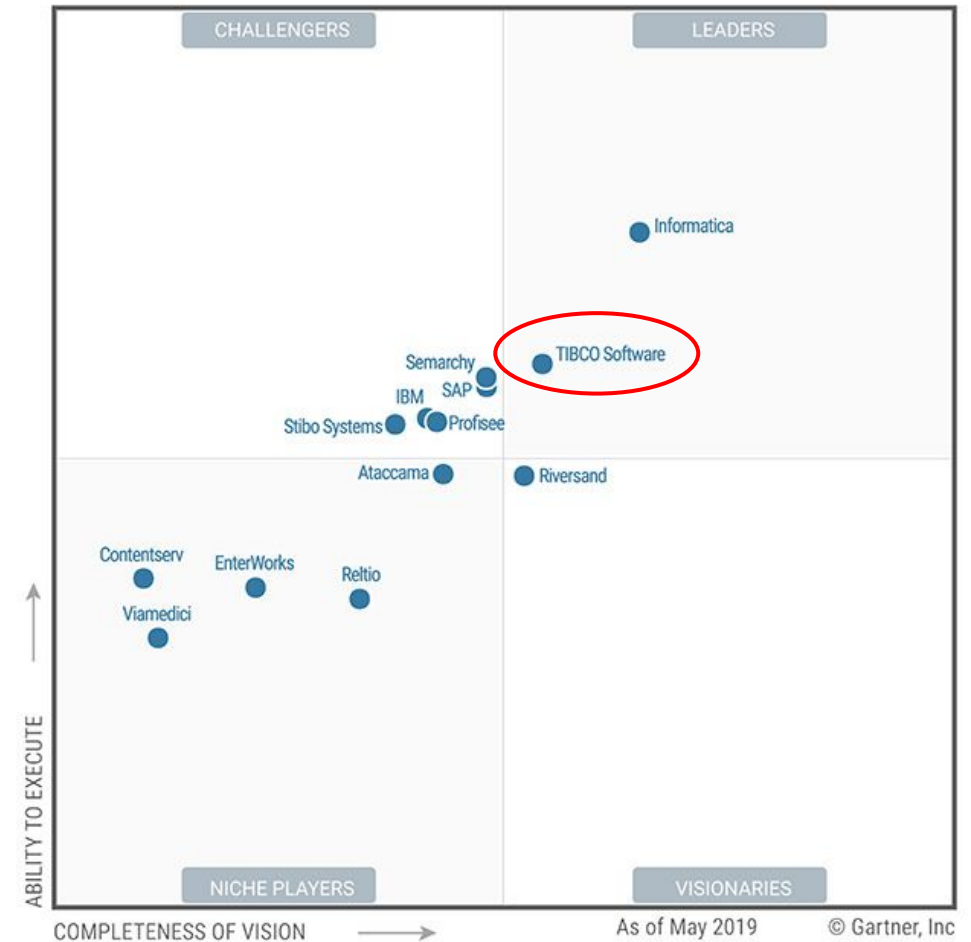 CHALLENGERS
LEADERS
Informatica
TIBCO Software
Semarchy
SAP
IBM
Profisee
Stibo Systems
Ataccama
Riversand
Contentserv
EnterWorks
Reltio
Viamedici
ABILITY TO EXECUTE
NICHE PLAYERS
VISIONARIES
COMPLETENESS OF VISION
As of May 2019
© Gartner, Inc